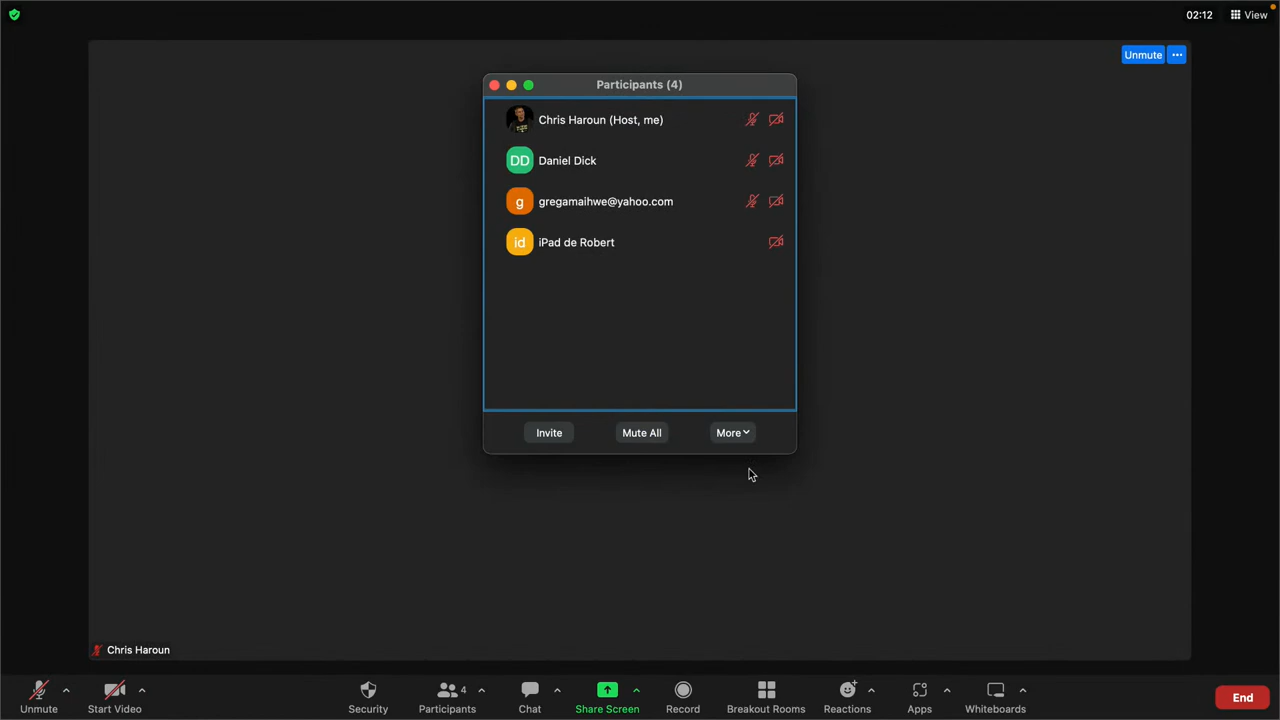 02:12
View
Unmute
Participants (4)
Chris Haroun (Host, me)
DD Daniel Dick
g gregamaihwe@yahoo.com
id iPad de Robert
Invite
Mute All
More
Chris Haroun
Unmute
Start Video
Security
4
Participants
Chat
Share Screen
Record
Breakout Rooms
Reactions
Apps
Whiteboards
End